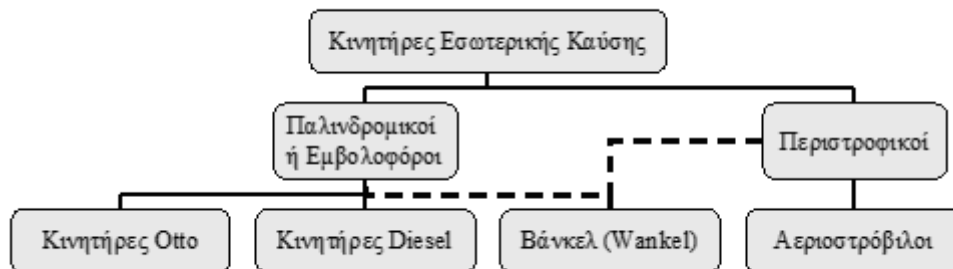 Κινητήρες Εσωτερικής Καύσης
Παλινδρομικοί
ή Εμβολοφόροι
Περιστροφικοί
Κινητήρες Otto
Κινητήρες Diesel
Βάνκελ (Wankel)
Αεριοστρόβιλοι